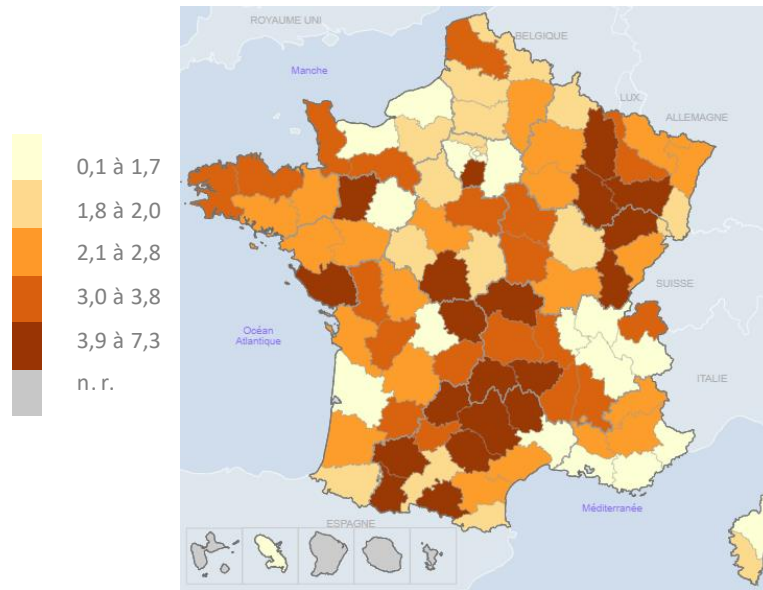 ROYAUME UNI
BELGIQUE
Manche
LUX.
ALLEMAGNE
0,1 à 1,7
1,8 à 2,0
2,1 à 2,8
3,0 à 3,8
3,9 à 7,3
n. r.
SUISSE
Océan
Atlantique
ITALIE
Méditerranée
ESPAGNE